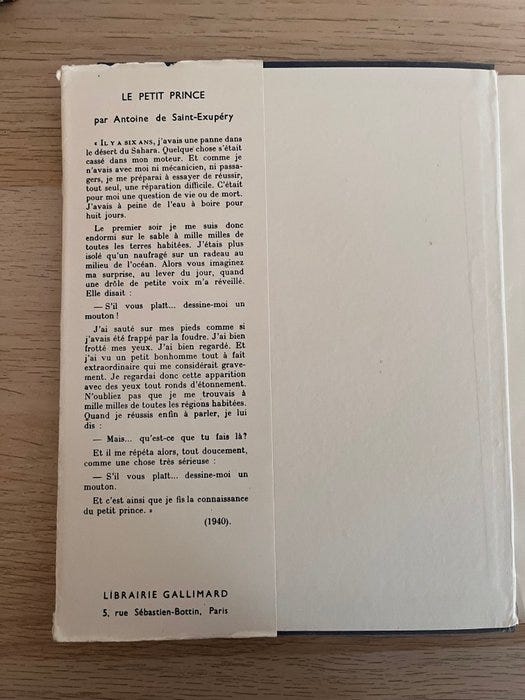 LE PETIT PRINCE
par Antoine de Saint-Exupéry
« IL Y A SIX ANS, j'avais une panne dans
le désert du Sahara. Quelque chose s'était
cassé dans mon moteur. Et comme je
n'avais avec moi ni mécanicien, ni passa-
gers, je me préparai à essayer de réussir,
tout seul, une réparation difficile. C'était
pour moi une question de vie ou de mort.
J'avais à peine de l'eau à boire pour
huit jours.
Le premier soir je me suis donc
endormi sur le sable à mille milles de
toutes les terres habitées. J'étais plus
isolé qu'un naufragé sur un radeau au
milieu de l'océan. Alors vous imaginez
ma surprise, au lever du jour, quand
une drôle de petite voix m'a réveillé.
Elle disait :
— S'il vous plaît... dessine-moi un
mouton !
J'ai sauté sur mes pieds comme si
j'avais été frappé par la foudre. J'ai bien
frotté mes yeux. J'ai bien regardé. Et
j'ai vu un petit bonhomme tout à fait
extraordinaire qui me considérait grave-
ment. Je regardai donc cette apparition
avec des yeux tout ronds d'étonnement.
N'oubliez pas que je me trouvais à
mille milles de toutes les régions habitées.
Quand je réussis enfin à parler, je lui
dis :
— Mais... qu'est-ce que tu fais là?
Et il me répéta alors, tout doucement,
comme une chose très sérieuse :
— S'il vous plaît... dessine-moi un
mouton.
Et c'est ainsi que je fis la connaissance
du petit prince. »
(1940).
LIBRAIRIE GALLIMARD
5, rue Sébastien-Bottin, Paris